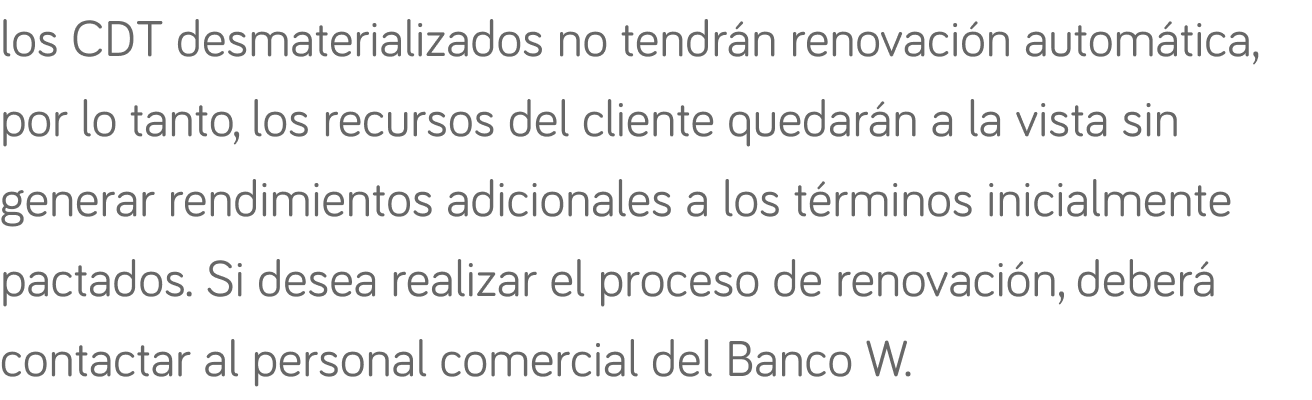 los CDT desmaterializados no tendrán renovación automática,
por lo tanto, los recursos del cliente quedarán a la vista sin
generar rendimientos adicionales a los términos inicialmente
pactados. Si desea realizar el proceso de renovación, deberá
contactar al personal comercial del Banco W.